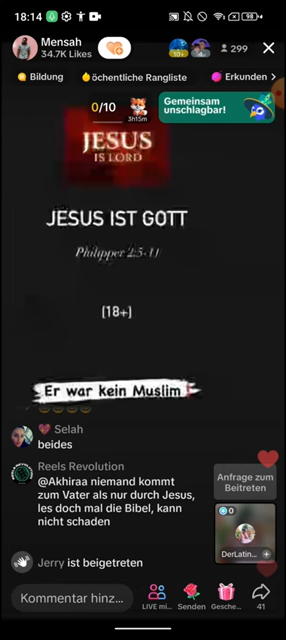 18:14
98
Mensah
34.7K Likes
10+
299
Bildung
öchentliche Rangliste
Erkunden
0/10
3h15m
Gemeinsam
unschlagbar!
JESUS
IS LORD
JESUS IST GOTT
Philipper 2:5-11
[18+]
Er war kein Muslim
Selah
beides
Reels Revolution
@Akhiraa niemand kommt
zum Vater als nur durch Jesus,
les doch mal die Bibel, kann
nicht schaden
Anfrage zum
Beitreten
0
DerLatin...
Jerry ist beigetreten
Kommentar hinz...
LIVE mi...
Senden
Gesche...
41